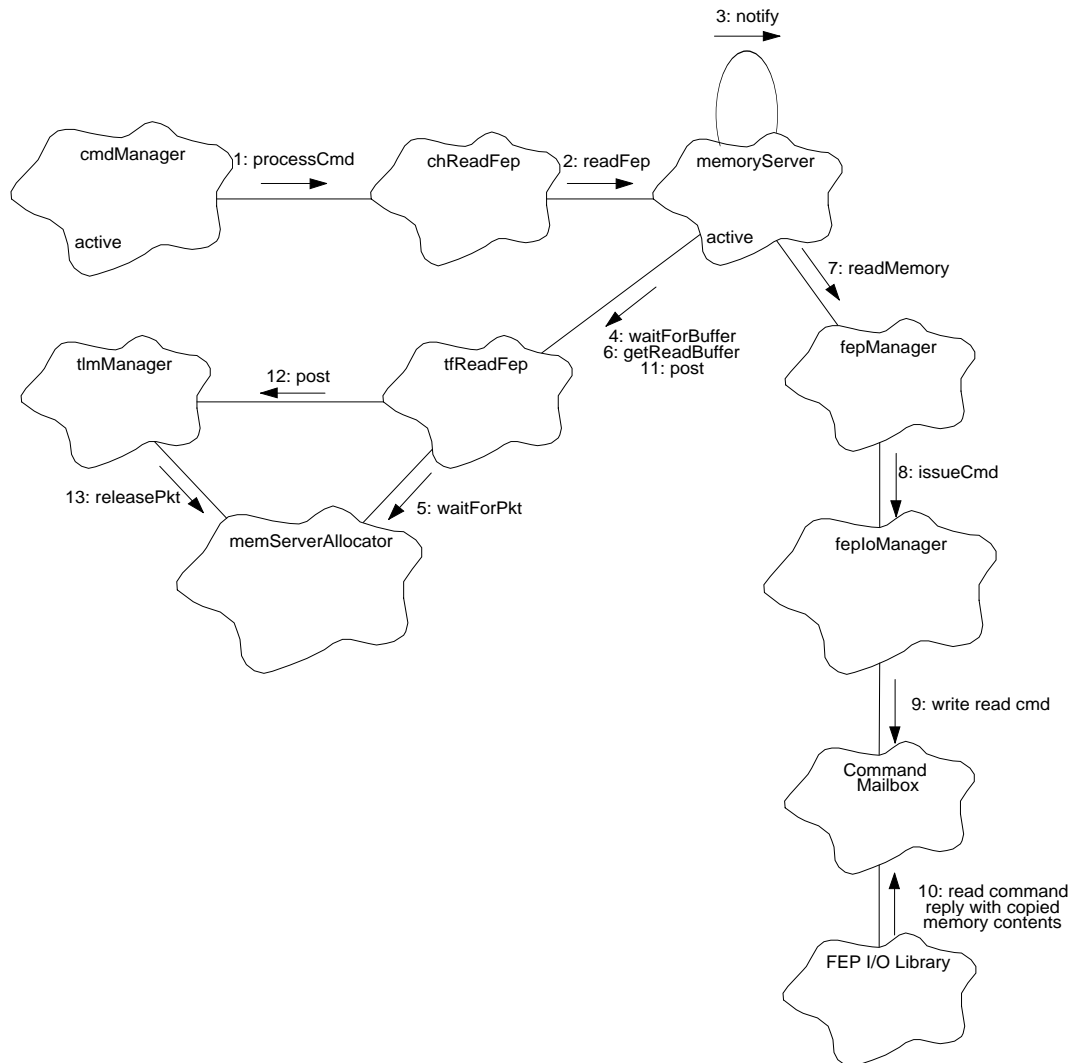 3: notify
cmdManager
1: processCmd
chReadFep
2: readFep
memoryServer
active
active
7: readMemory
4: waitForBuffer
6: getReadBuffer
11: post
fepManager
tlmManager
12: post
tfReadFep
8: issueCmd
13: releasePkt
5: waitForPkt
memServerAllocator
fepIoManager
9: write read cmd
Command
Mailbox
10: read command
reply with copied
memory contents
FEP I/O Library